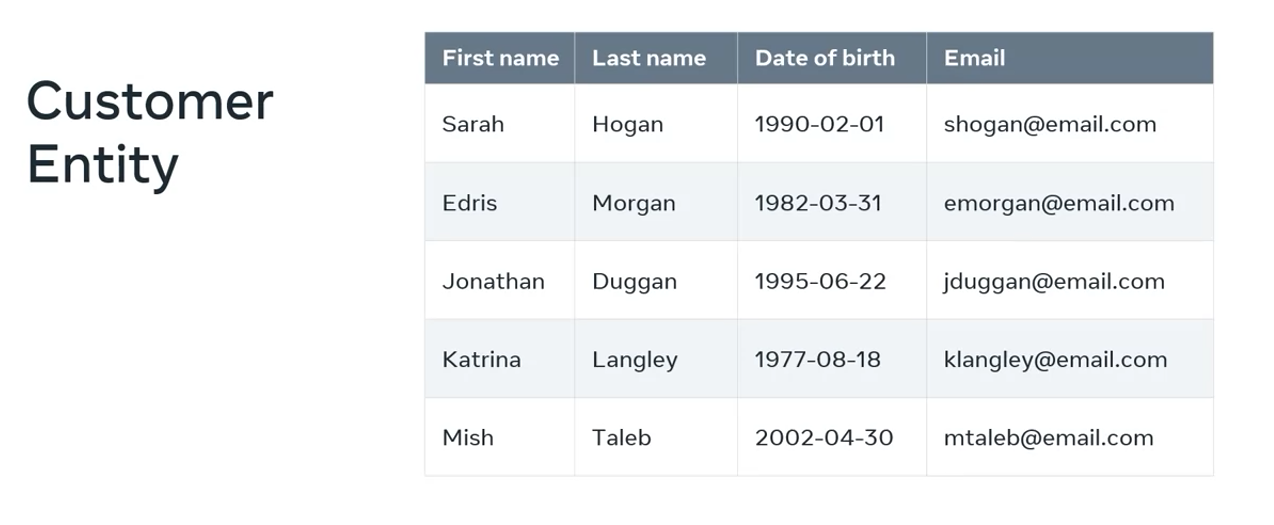 Customer
Entity
First name Last name Date of birth Email
Sarah Hogan 1990-02-01 shogan@email.com
Edris Morgan 1982-03-31 emorgan@email.com
Jonathan Duggan 1995-06-22 jduggan@email.com
Katrina Langley 1977-08-18 klangley@email.com
Mish Taleb 2002-04-30 mtaleb@email.com